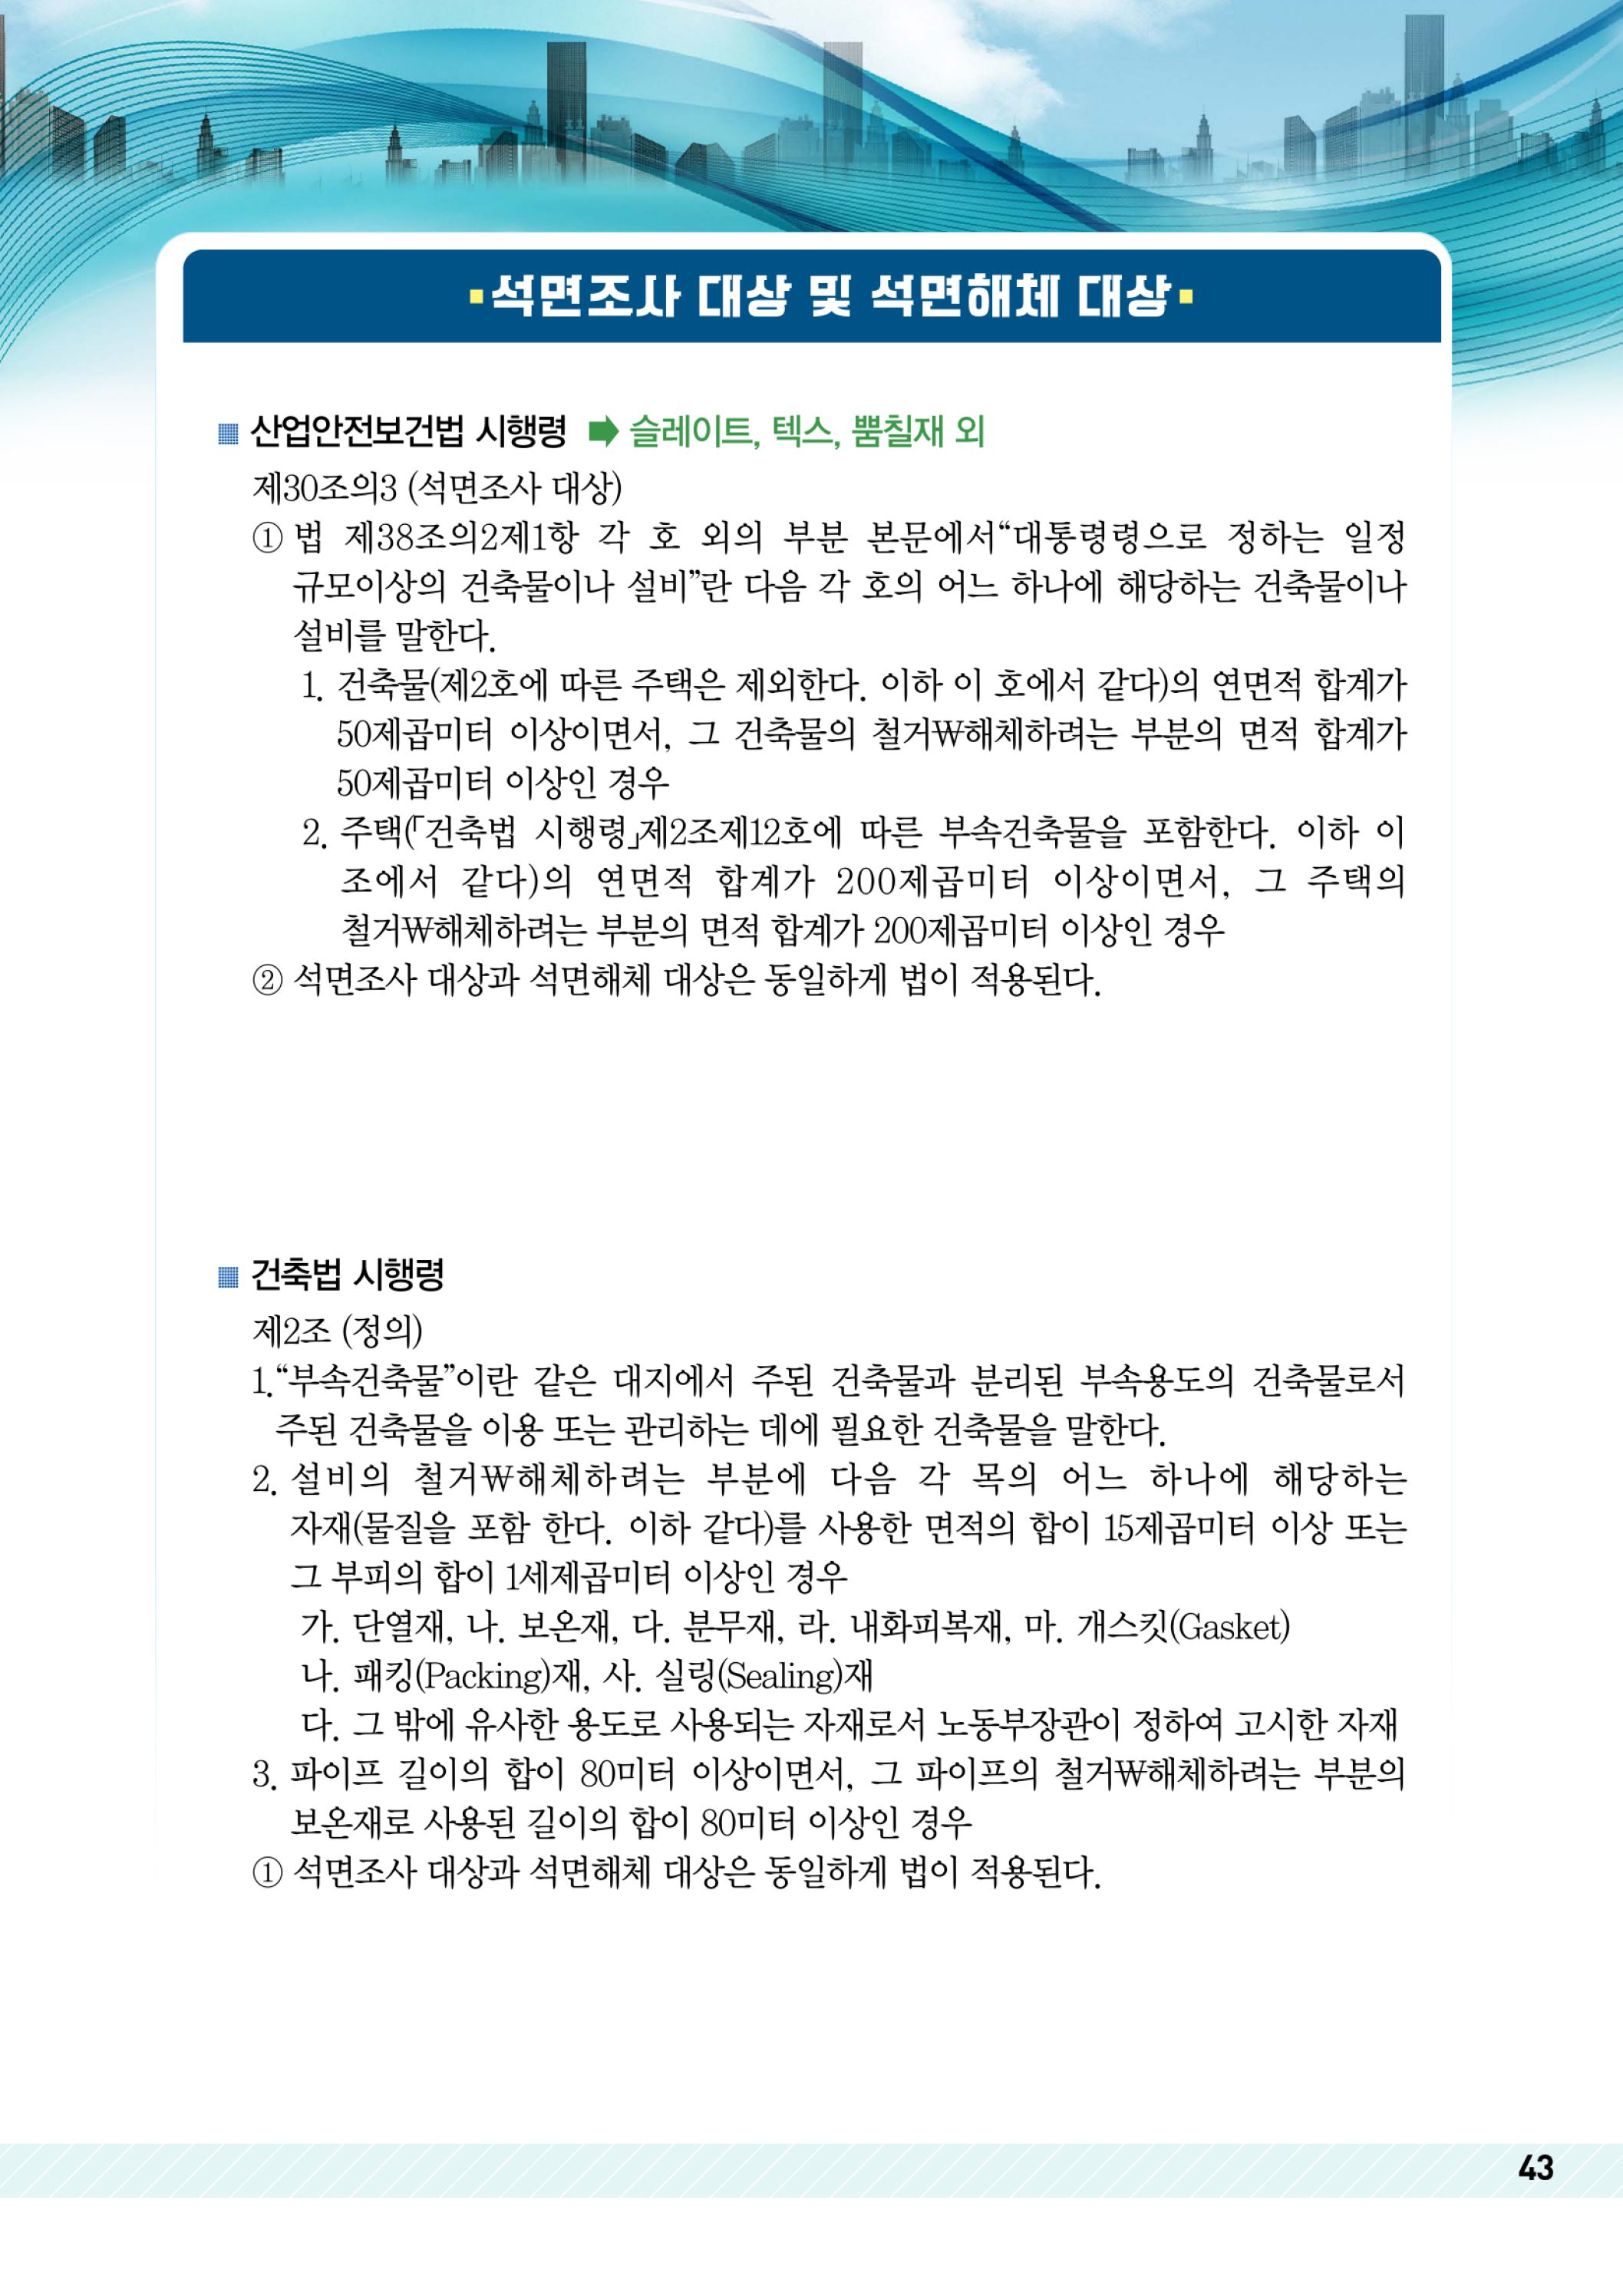 석면조사 대상 및 석면해체 대상
산업안전보건법 시행령 ➡ 슬레이트, 텍스, 뿜칠재 외
제30조의3 (석면조사 대상)
① 법 제38조의2제1항 각 호 외의 부분 본문에서“대통령령으로 정하는 일정
규모이상의 건축물이나 설비”란 다음 각 호의 어느 하나에 해당하는 건축물이나
설비를 말한다.
1. 건축물(제2호에 따른 주택은 제외한다. 이하 이 호에서 같다)의 연면적 합계가
50제곱미터 이상이면서, 그 건축물의 철거₩해체하려는 부분의 면적 합계가
50제곱미터 이상인 경우
2. 주택(「건축법 시행령」제2조제12호에 따른 부속건축물을 포함한다. 이하 이
조에서 같다)의 연면적 합계가 200제곱미터 이상이면서, 그 주택의
철거₩해체하려는 부분의 면적 합계가 200제곱미터 이상인 경우
② 석면조사 대상과 석면해체 대상은 동일하게 법이 적용된다.
건축법 시행령
제2조 (정의)
1.“부속건축물”이란 같은 대지에서 주된 건축물과 분리된 부속용도의 건축물로서
주된 건축물을 이용 또는 관리하는 데에 필요한 건축물을 말한다.
2. 설비의 철거₩해체하려는 부분에 다음 각 목의 어느 하나에 해당하는
자재(물질을 포함 한다. 이하 같다)를 사용한 면적의 합이 15제곱미터 이상 또는
그 부피의 합이 1세제곱미터 이상인 경우
가. 단열재, 나. 보온재, 다. 분무재, 라. 내화피복재, 마. 개스킷(Gasket)
나. 패킹(Packing)재, 사. 실링(Sealing)재
다. 그 밖에 유사한 용도로 사용되는 자재로서 노동부장관이 정하여 고시한 자재
3. 파이프 길이의 합이 80미터 이상이면서, 그 파이프의 철거₩해체하려는 부분의
보온재로 사용된 길이의 합이 80미터 이상인 경우
① 석면조사 대상과 석면해체 대상은 동일하게 법이 적용된다.
43